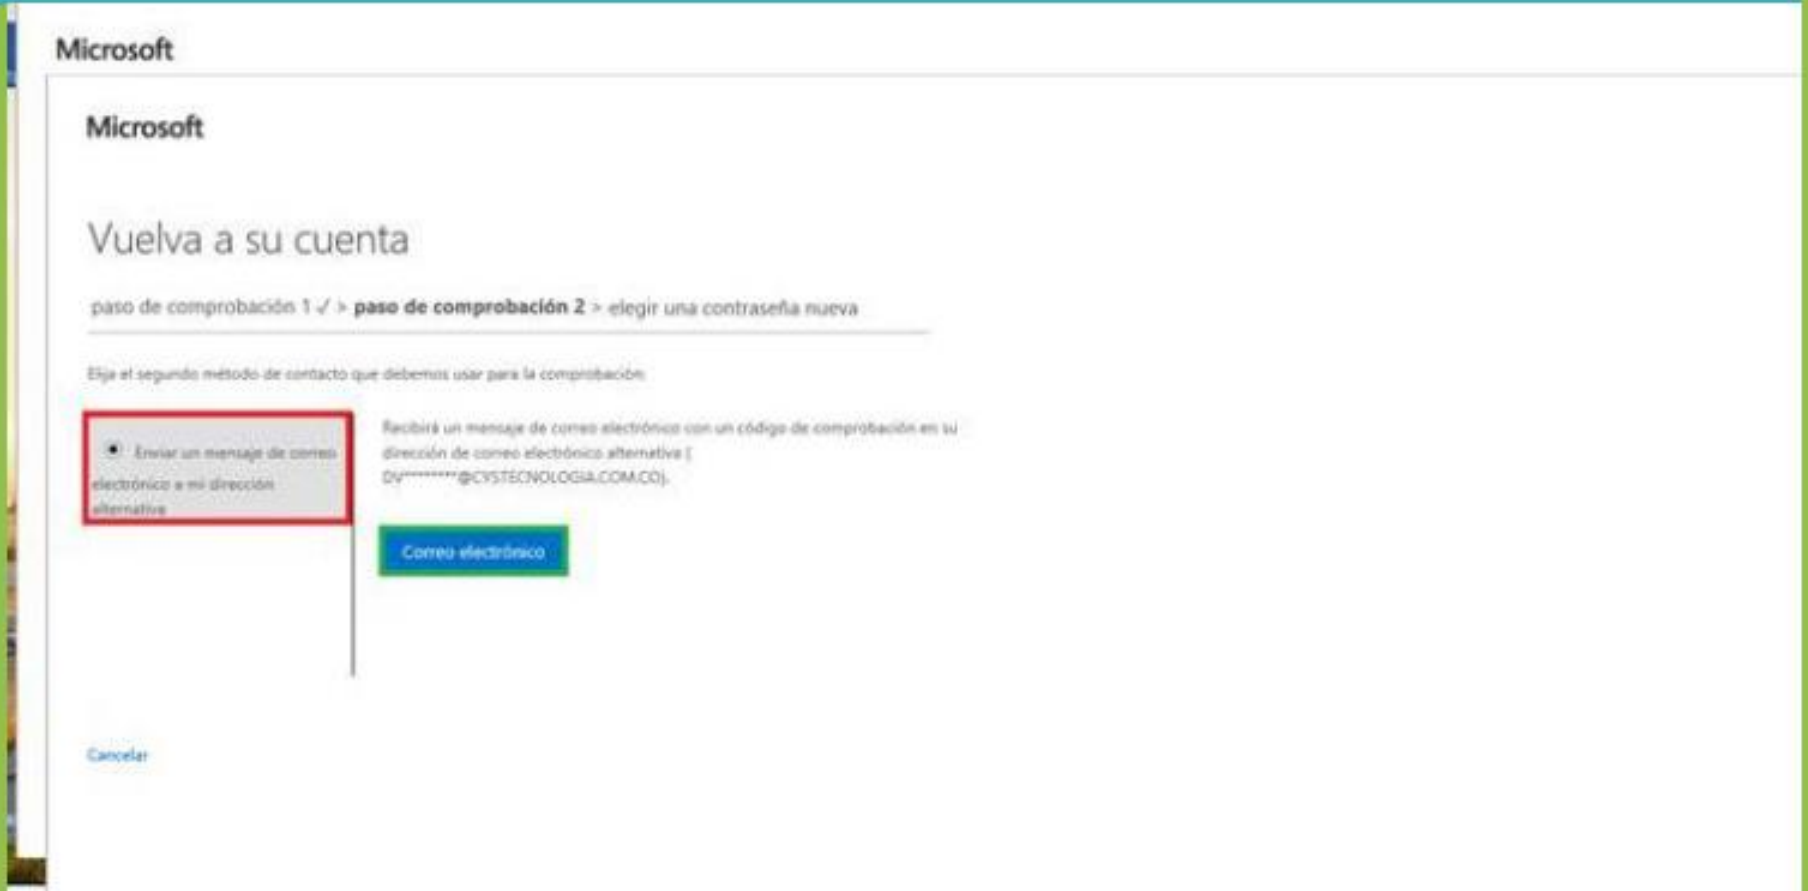 Microsoft
Microsoft
Vuelva a su cuenta
paso de comprobación 1 ✓ > paso de comprobación 2 > elegir una contraseña nueva
Elija el segundo método de contacto que debemos usar para la comprobación:
Enviar un mensaje de correo
electrónico a mi dirección
alternativa
Recibirá un mensaje de correo electrónico con un código de comprobación en su
dirección de correo electrónico alternativa (
DV********@CYSTECNOLOGIA.COM.CO).
Correo electrónico
Cancelar